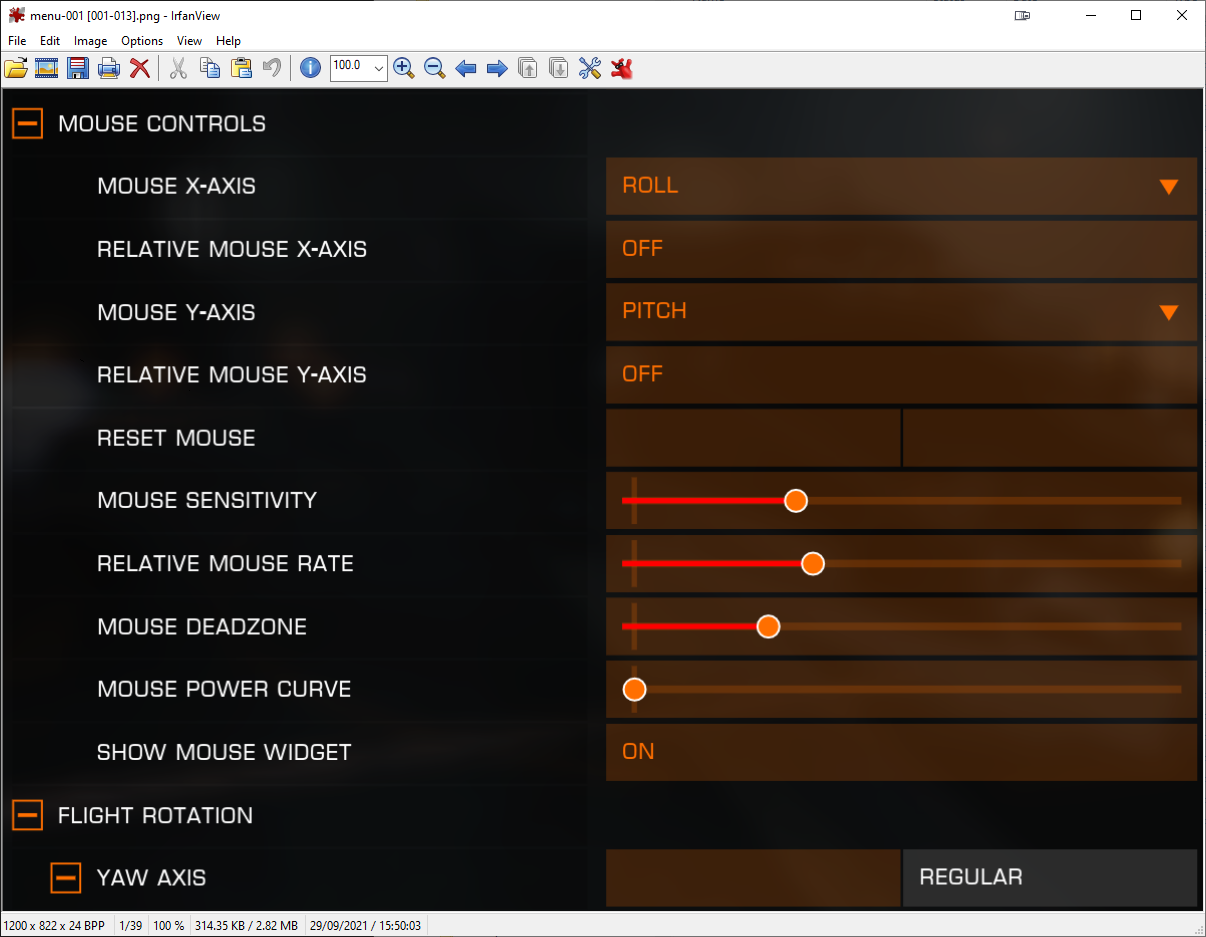 menu-001 [001-013].png - IrfanView
File Edit Image Options View Help
100.0
MOUSE CONTROLS
MOUSE X-AXIS ROLL
RELATIVE MOUSE X-AXIS OFF
MOUSE Y-AXIS PITCH
RELATIVE MOUSE Y-AXIS OFF
RESET MOUSE
MOUSE SENSITIVITY
RELATIVE MOUSE RATE
MOUSE DEADZONE
MOUSE POWER CURVE
SHOW MOUSE WIDGET ON
FLIGHT ROTATION
YAW AXIS REGULAR
1200 x 822 x 24 BPP 1/39 100 % 314.35 KB / 2.82 MB 29/09/2021 / 15:50:03